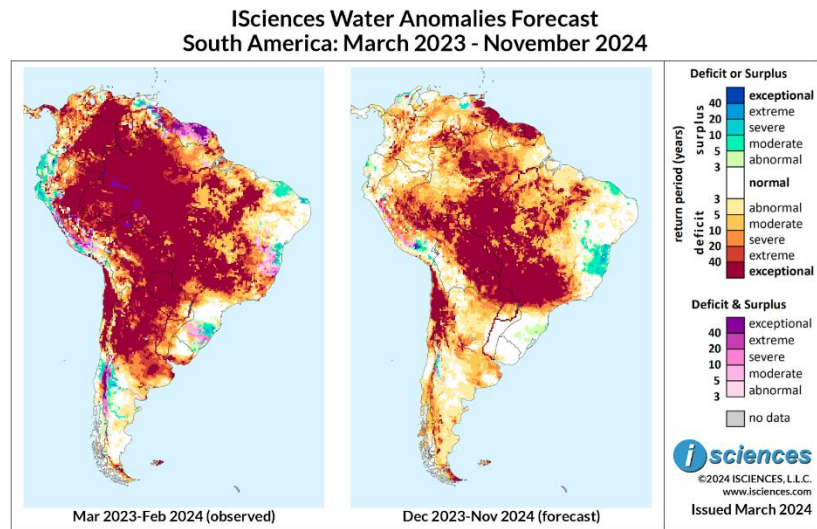 ISciences Water Anomalies Forecast
South America: March 2023 - November 2024
Mar 2023-Feb 2024 (observed)
Dec 2023-Nov 2024 (forecast)
Deficit or Surplus
return period (years)
surplus
deficit
exceptional
40
extreme
20
severe
10
moderate
5
abnormal
3
normal
3
abnormal
5
moderate
10
severe
20
extreme
40
exceptional
Deficit & Surplus
exceptional
40
extreme
20
severe
10
moderate
5
abnormal
3
no data
i sciences
©2024 ISCIENCES, L.L.C.
www.isciences.com
Issued March 2024